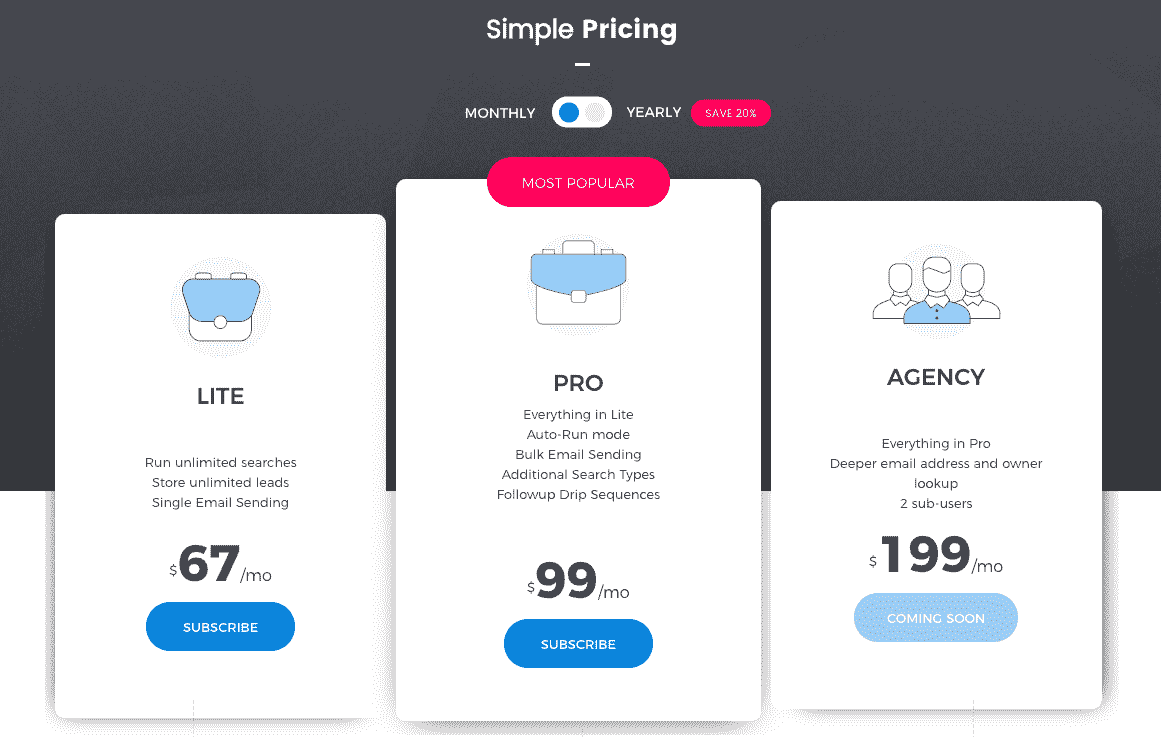 Simple Pricing
MONTHLY
YEARLY
SAVE 20%
MOST POPULAR
LITE
Run unlimited searches
Store unlimited leads
Single Email Sending
$67/mo
SUBSCRIBE
PRO
Everything in Lite
Auto-Run mode
Bulk Email Sending
Additional Search Types
Followup Drip Sequences
$99/mo
SUBSCRIBE
AGENCY
Everything in Pro
Deeper email address and owner
lookup
2 sub-users
$199/mo
COMING SOON